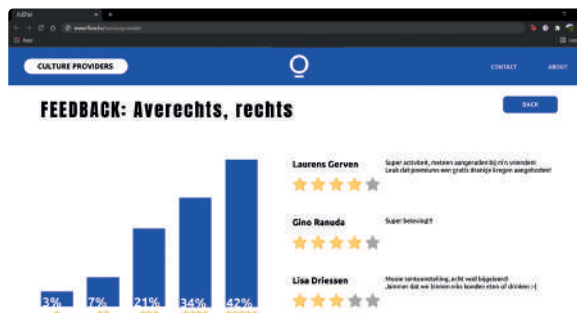 Apps
CULTURE PROVIDERS
CONTACT
ABOUT
FEEDBACK: Averechts, rechts
BACK
Laurens Gerven
Super activiteit, meteen aangeraden bij m'n vrienden!
Leuk dat premiums een gratis drankje kregen aangeboden!
Gino Ranuda
Super beleving!!!
Lisa Driessen
Mooie tentoonstelling, echt veel bijgeleerd!
Jammer dat we binnen niks konden eten of drinken :-(
3%
7%
21%
34%
42%